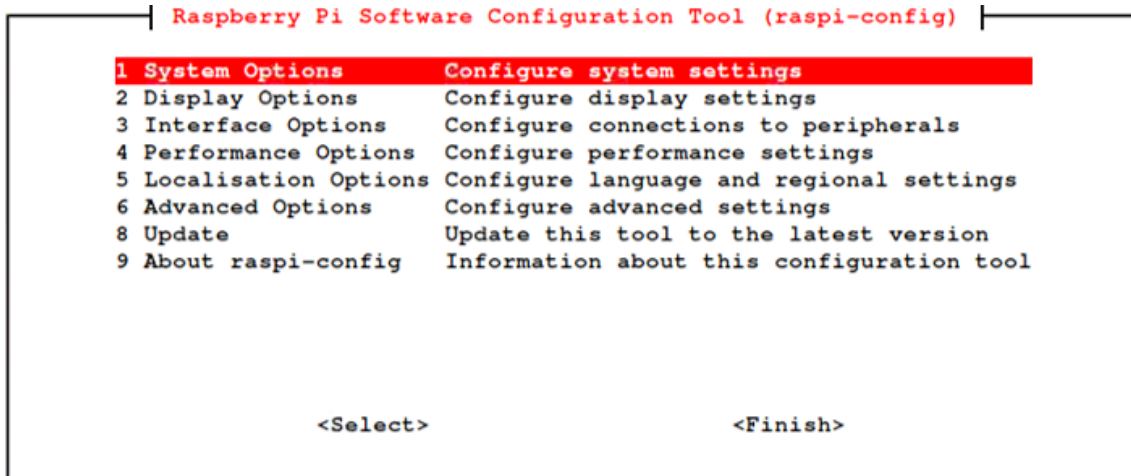 Raspberry Pi Software Configuration Tool (raspi-config)
1 System Options Configure system settings
2 Display Options Configure display settings
3 Interface Options Configure connections to peripherals
4 Performance Options Configure performance settings
5 Localisation Options Configure language and regional settings
6 Advanced Options Configure advanced settings
8 Update Update this tool to the latest version
9 About raspi-config Information about this configuration tool
<Select> <Finish>